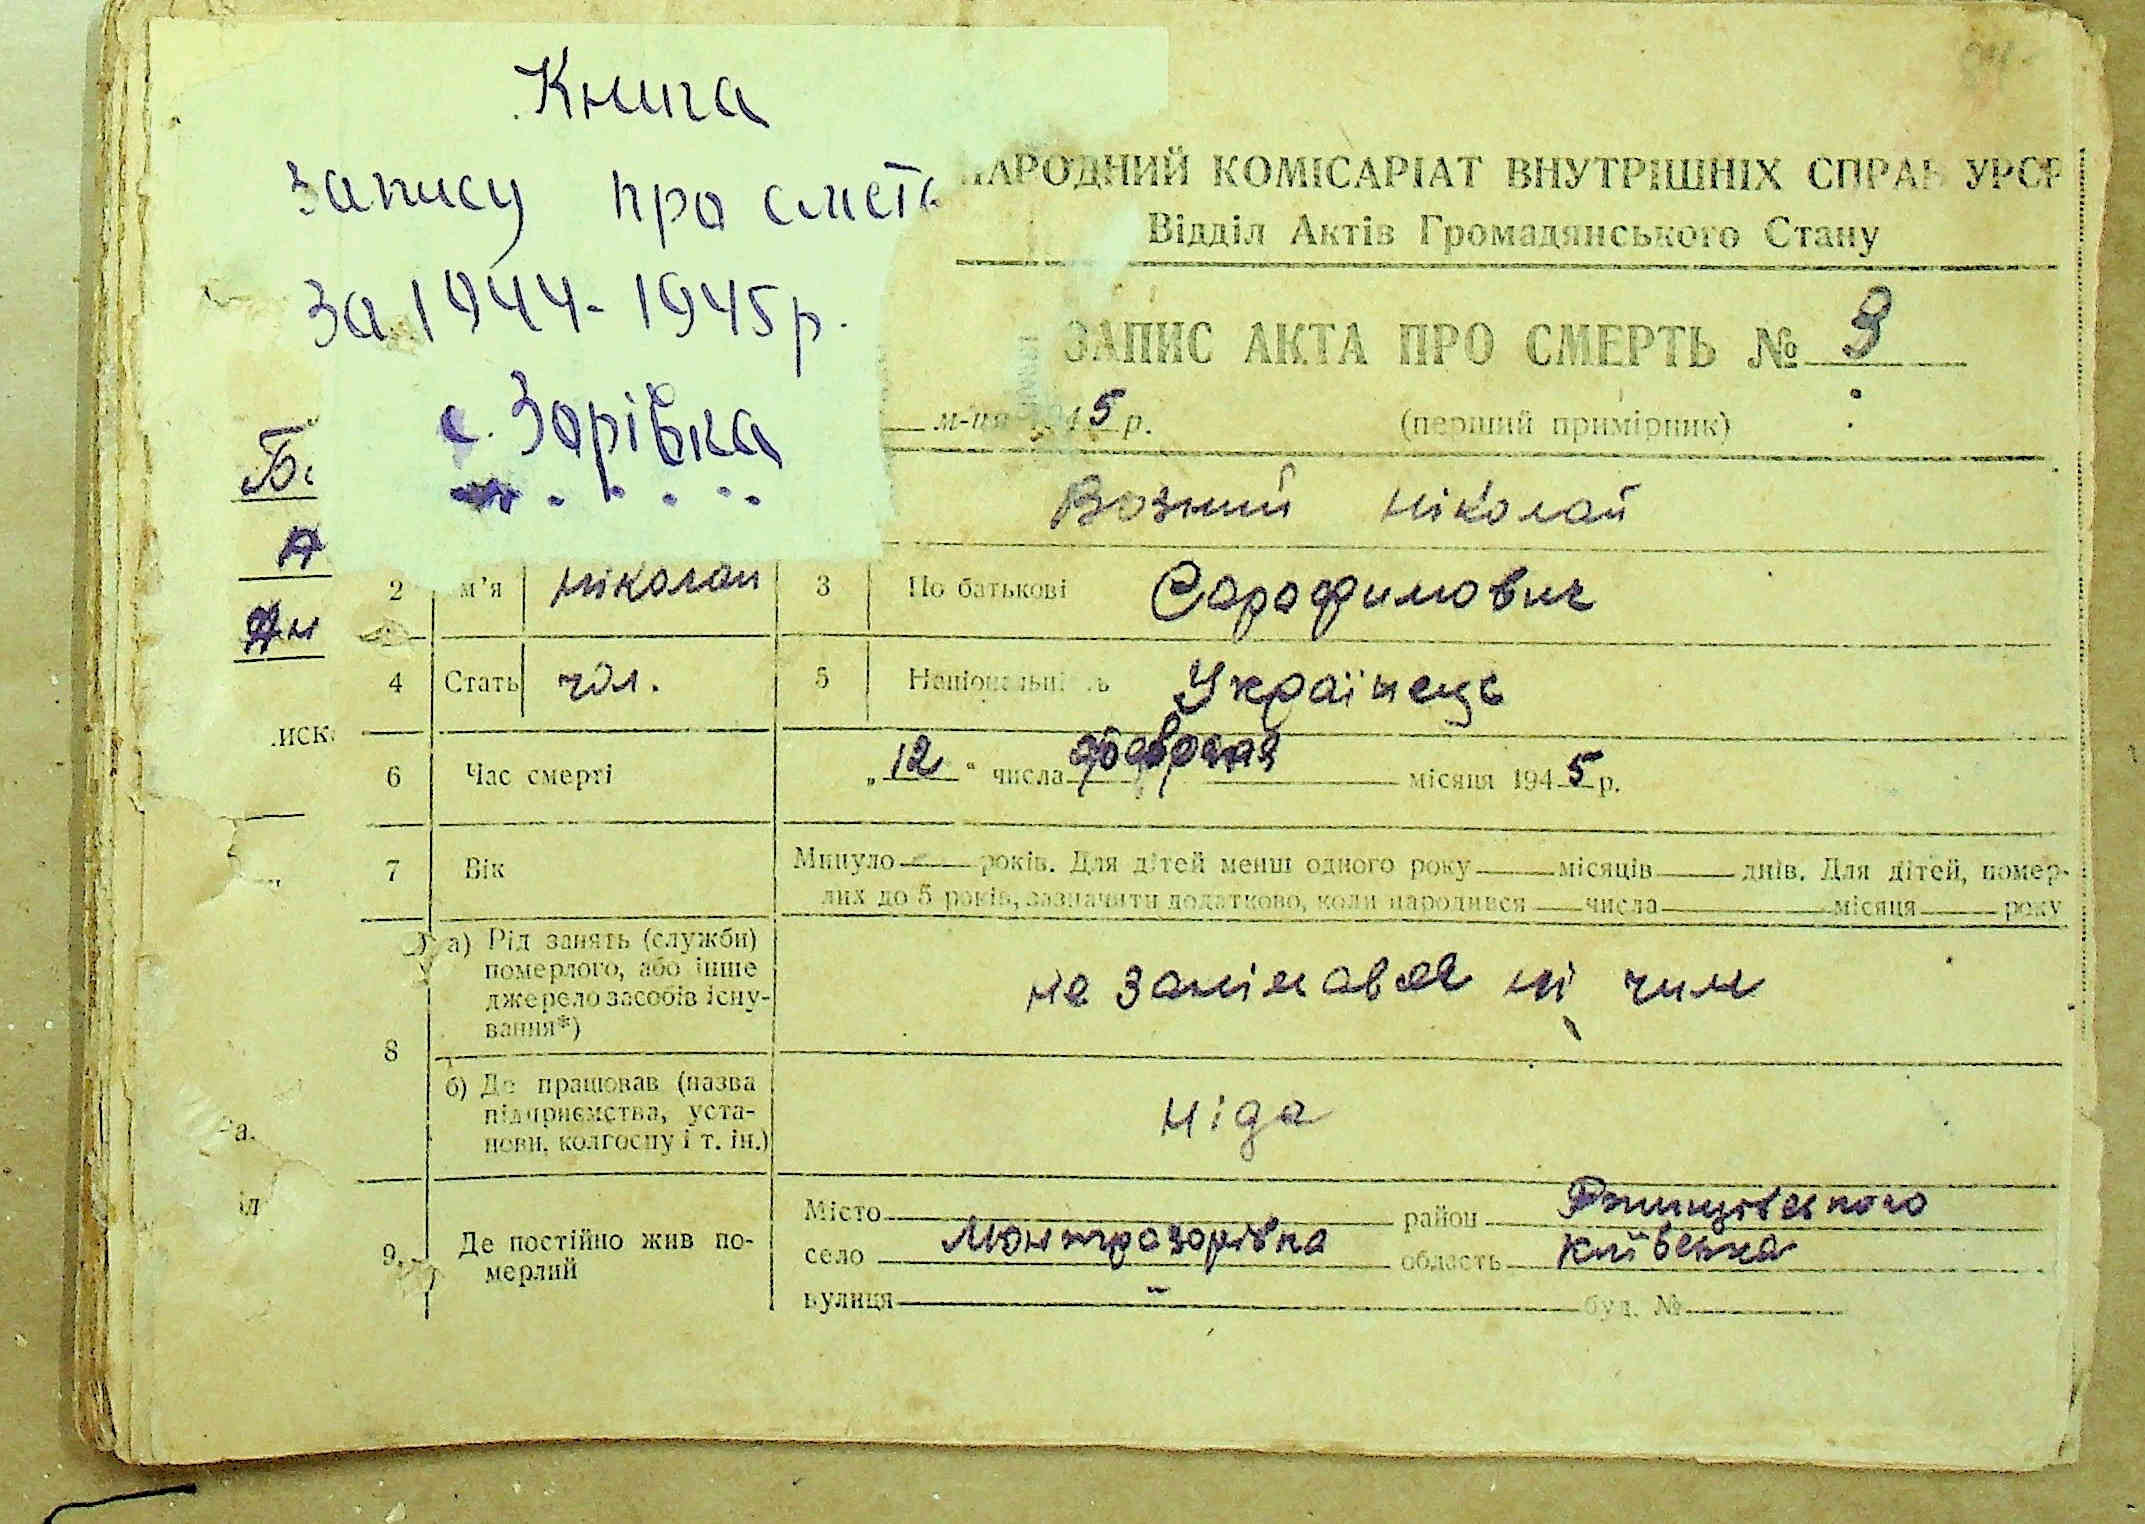 Книга
запису про сметь
за 1944-1945р.
с. Зорівка
НАРОДНИЙ КОМІСАРІАТ ВНУТРІШНІХ СПРАВ УРСР
Відділ Актів Громадянського Стану
ЗАПИС АКТА ПРО СМЕРТЬ № 9
м-ця 1945 р. (перший примірник)
Возний Ніколай
2 м'я Ніколай 3 По батькові Сарафимович
4 Стать чол. 5 Національність Українець
6 Час смерті „12“ числа февраля місяця 1945 р.
7 Вік Минуло років. Для дітей менш одного року місяців днів. Для дітей, помер-
лих до 5 років, зазначити додатково, коли народився числа місяця року
8 а) Рід занять (служби)
померлого, або інше
джерело засобів існу-
вання*)
не занімався ні чим
б) Де працював (назва
підприємства, уста-
нови, колгоспу і т. ін.)
Ніде
9. Де постійно жив по-
мерлий
Місто район Ржищівського
село область Київська
вулиця буд. №